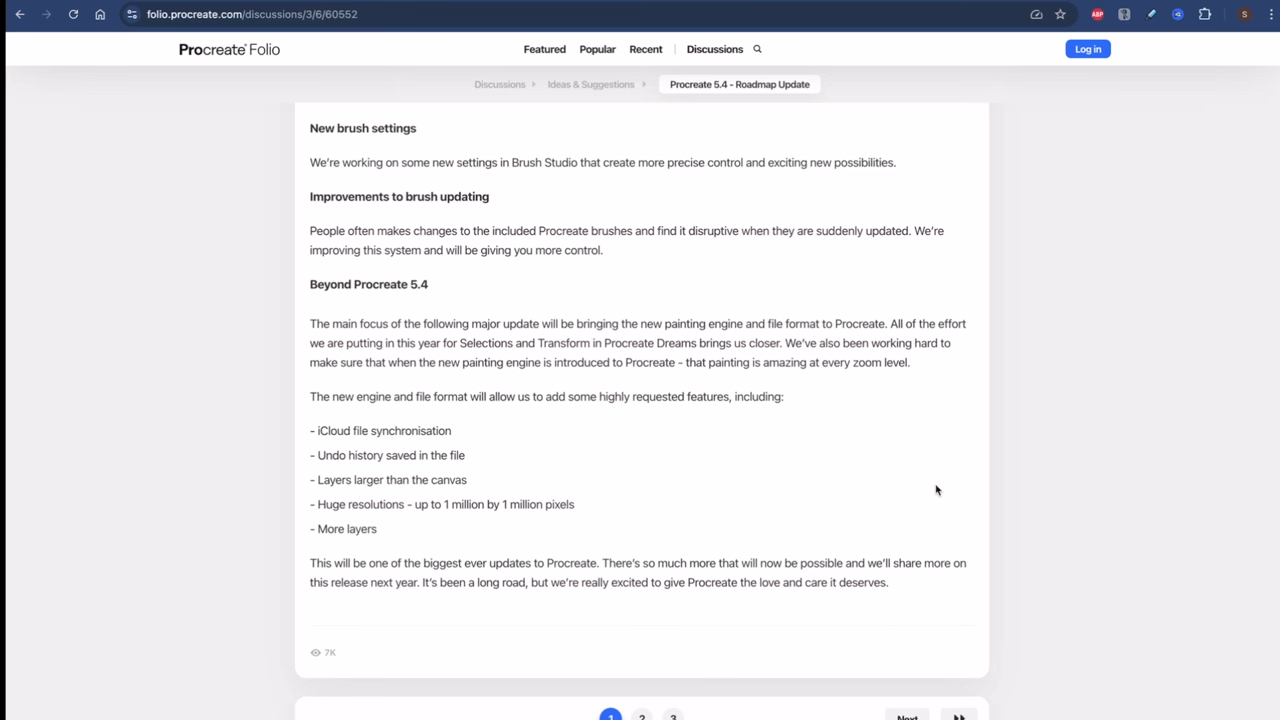 folio.procreate.com/discussions/3/6/60552
ABP
S
Procreate® Folio
Featured Popular Recent Discussions
Log in
Discussions Ideas & Suggestions Procreate 5.4 - Roadmap Update
New brush settings
We're working on some new settings in Brush Studio that create more precise control and exciting new possibilities.
Improvements to brush updating
People often makes changes to the included Procreate brushes and find it disruptive when they are suddenly updated. We're
improving this system and will be giving you more control.
Beyond Procreate 5.4
The main focus of the following major update will be bringing the new painting engine and file format to Procreate. All of the effort
we are putting in this year for Selections and Transform in Procreate Dreams brings us closer. We've also been working hard to
make sure that when the new painting engine is introduced to Procreate - that painting is amazing at every zoom level.
The new engine and file format will allow us to add some highly requested features, including:
- iCloud file synchronisation
- Undo history saved in the file
- Layers larger than the canvas
- Huge resolutions - up to 1 million by 1 million pixels
- More layers
This will be one of the biggest ever updates to Procreate. There's so much more that will now be possible and we'll share more on
this release next year. It's been a long road, but we're really excited to give Procreate the love and care it deserves.
7K
1 2 3 Next